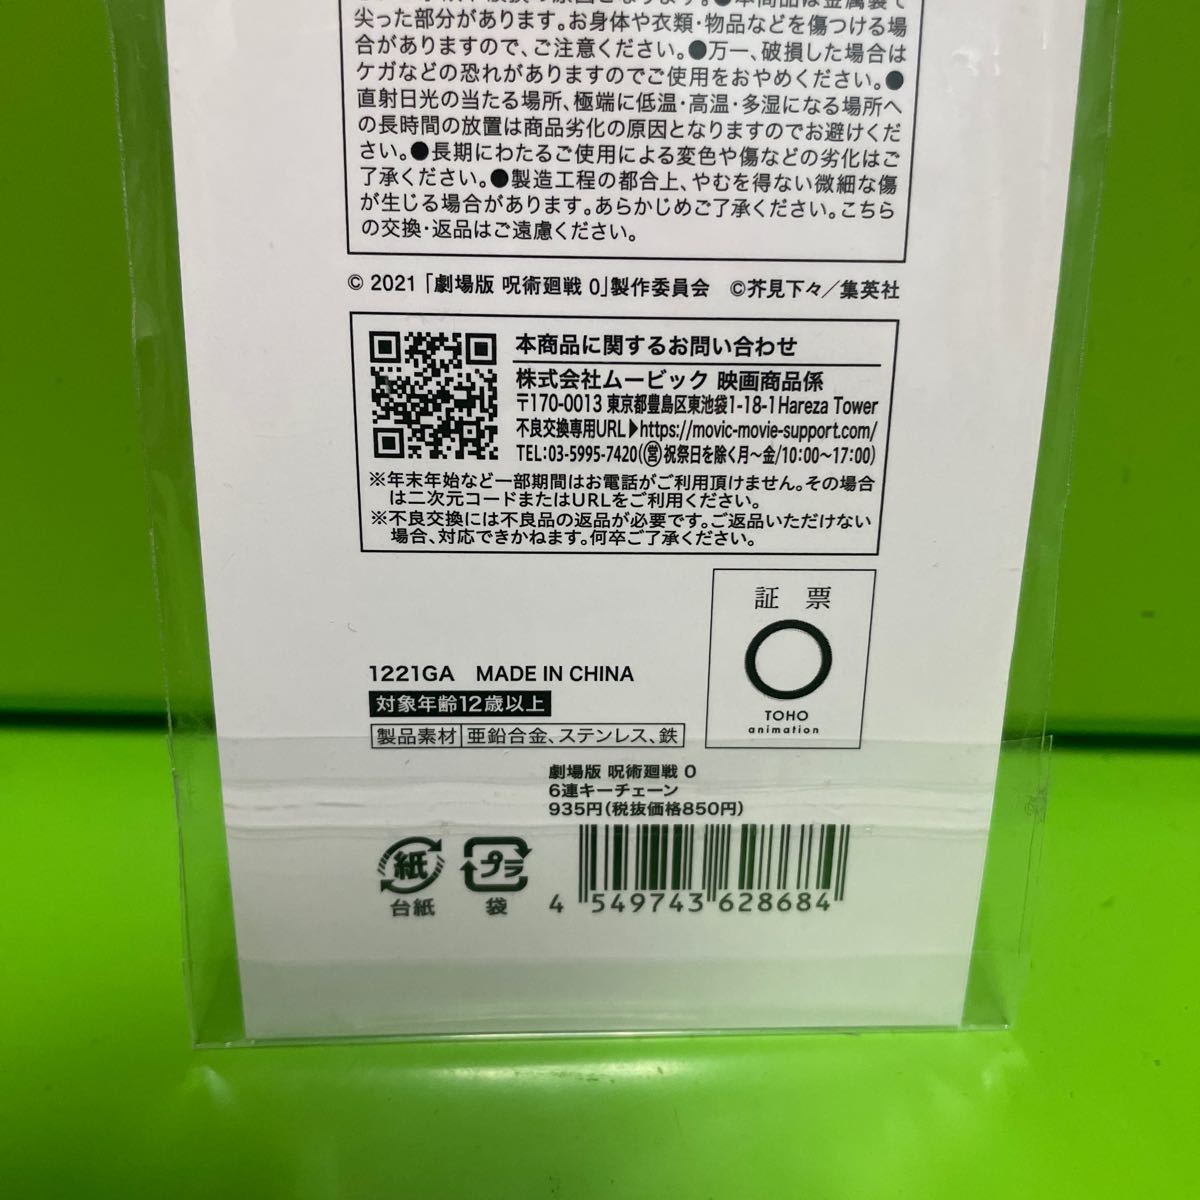 の原因となります。●本商品は金属製で
尖った部分があります。お身体や衣類・物品などを傷つける場
合がありますので、ご注意ください。●万一、破損した場合は
ケガなどの恐れがありますのでご使用をおやめください。●
直射日光の当たる場所、極端に低温・高温・多湿になる場所へ
の長時間の放置は商品劣化の原因となりますのでお避けくだ
さい。●長期にわたるご使用による変色や傷などの劣化はご
了承ください。●製造工程の都合上、やむを得ない微細な傷
が生じる場合があります。あらかじめご了承ください。こちら
の交換・返品はご遠慮ください。
© 2021 「劇場版 呪術廻戦 0」製作委員会　©芥見下々／集英社
本商品に関するお問い合わせ
株式会社ムービック 映画商品係
〒170-0013 東京都豊島区東池袋1-18-1 Hareza Tower
不良交換専用URL▶https://movic-movie-support.com/
TEL:03-5995-7420(㊡祝祭日を除く月～金/10:00～17:00)
※年末年始など一部期間はお電話がご利用頂けません。その場合
は二次元コードまたはURLをご利用ください。
※不良交換には不良品の返品が必要です。ご返品いただけない
場合、対応できかねます。何卒ご了承ください。
証 票
TOHO
animation
1221GA　MADE IN CHINA
対象年齢12歳以上
製品素材 亜鉛合金、ステンレス、鉄
劇場版 呪術廻戦 0
6連キーチェーン
935円(税抜価格850円)
紙
台紙
プラ
袋
4 549743 628684